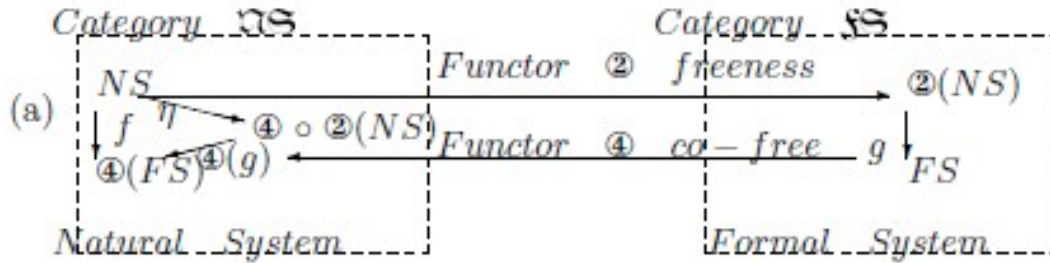 Category 𝔑𝔖 Category 𝔣𝔖
NS Functor ② freeness ②(NS)
(a) f η ④ ∘ ②(NS)
④(FS) ④(g) Functor ④ co − free g FS
Natural System Formal System